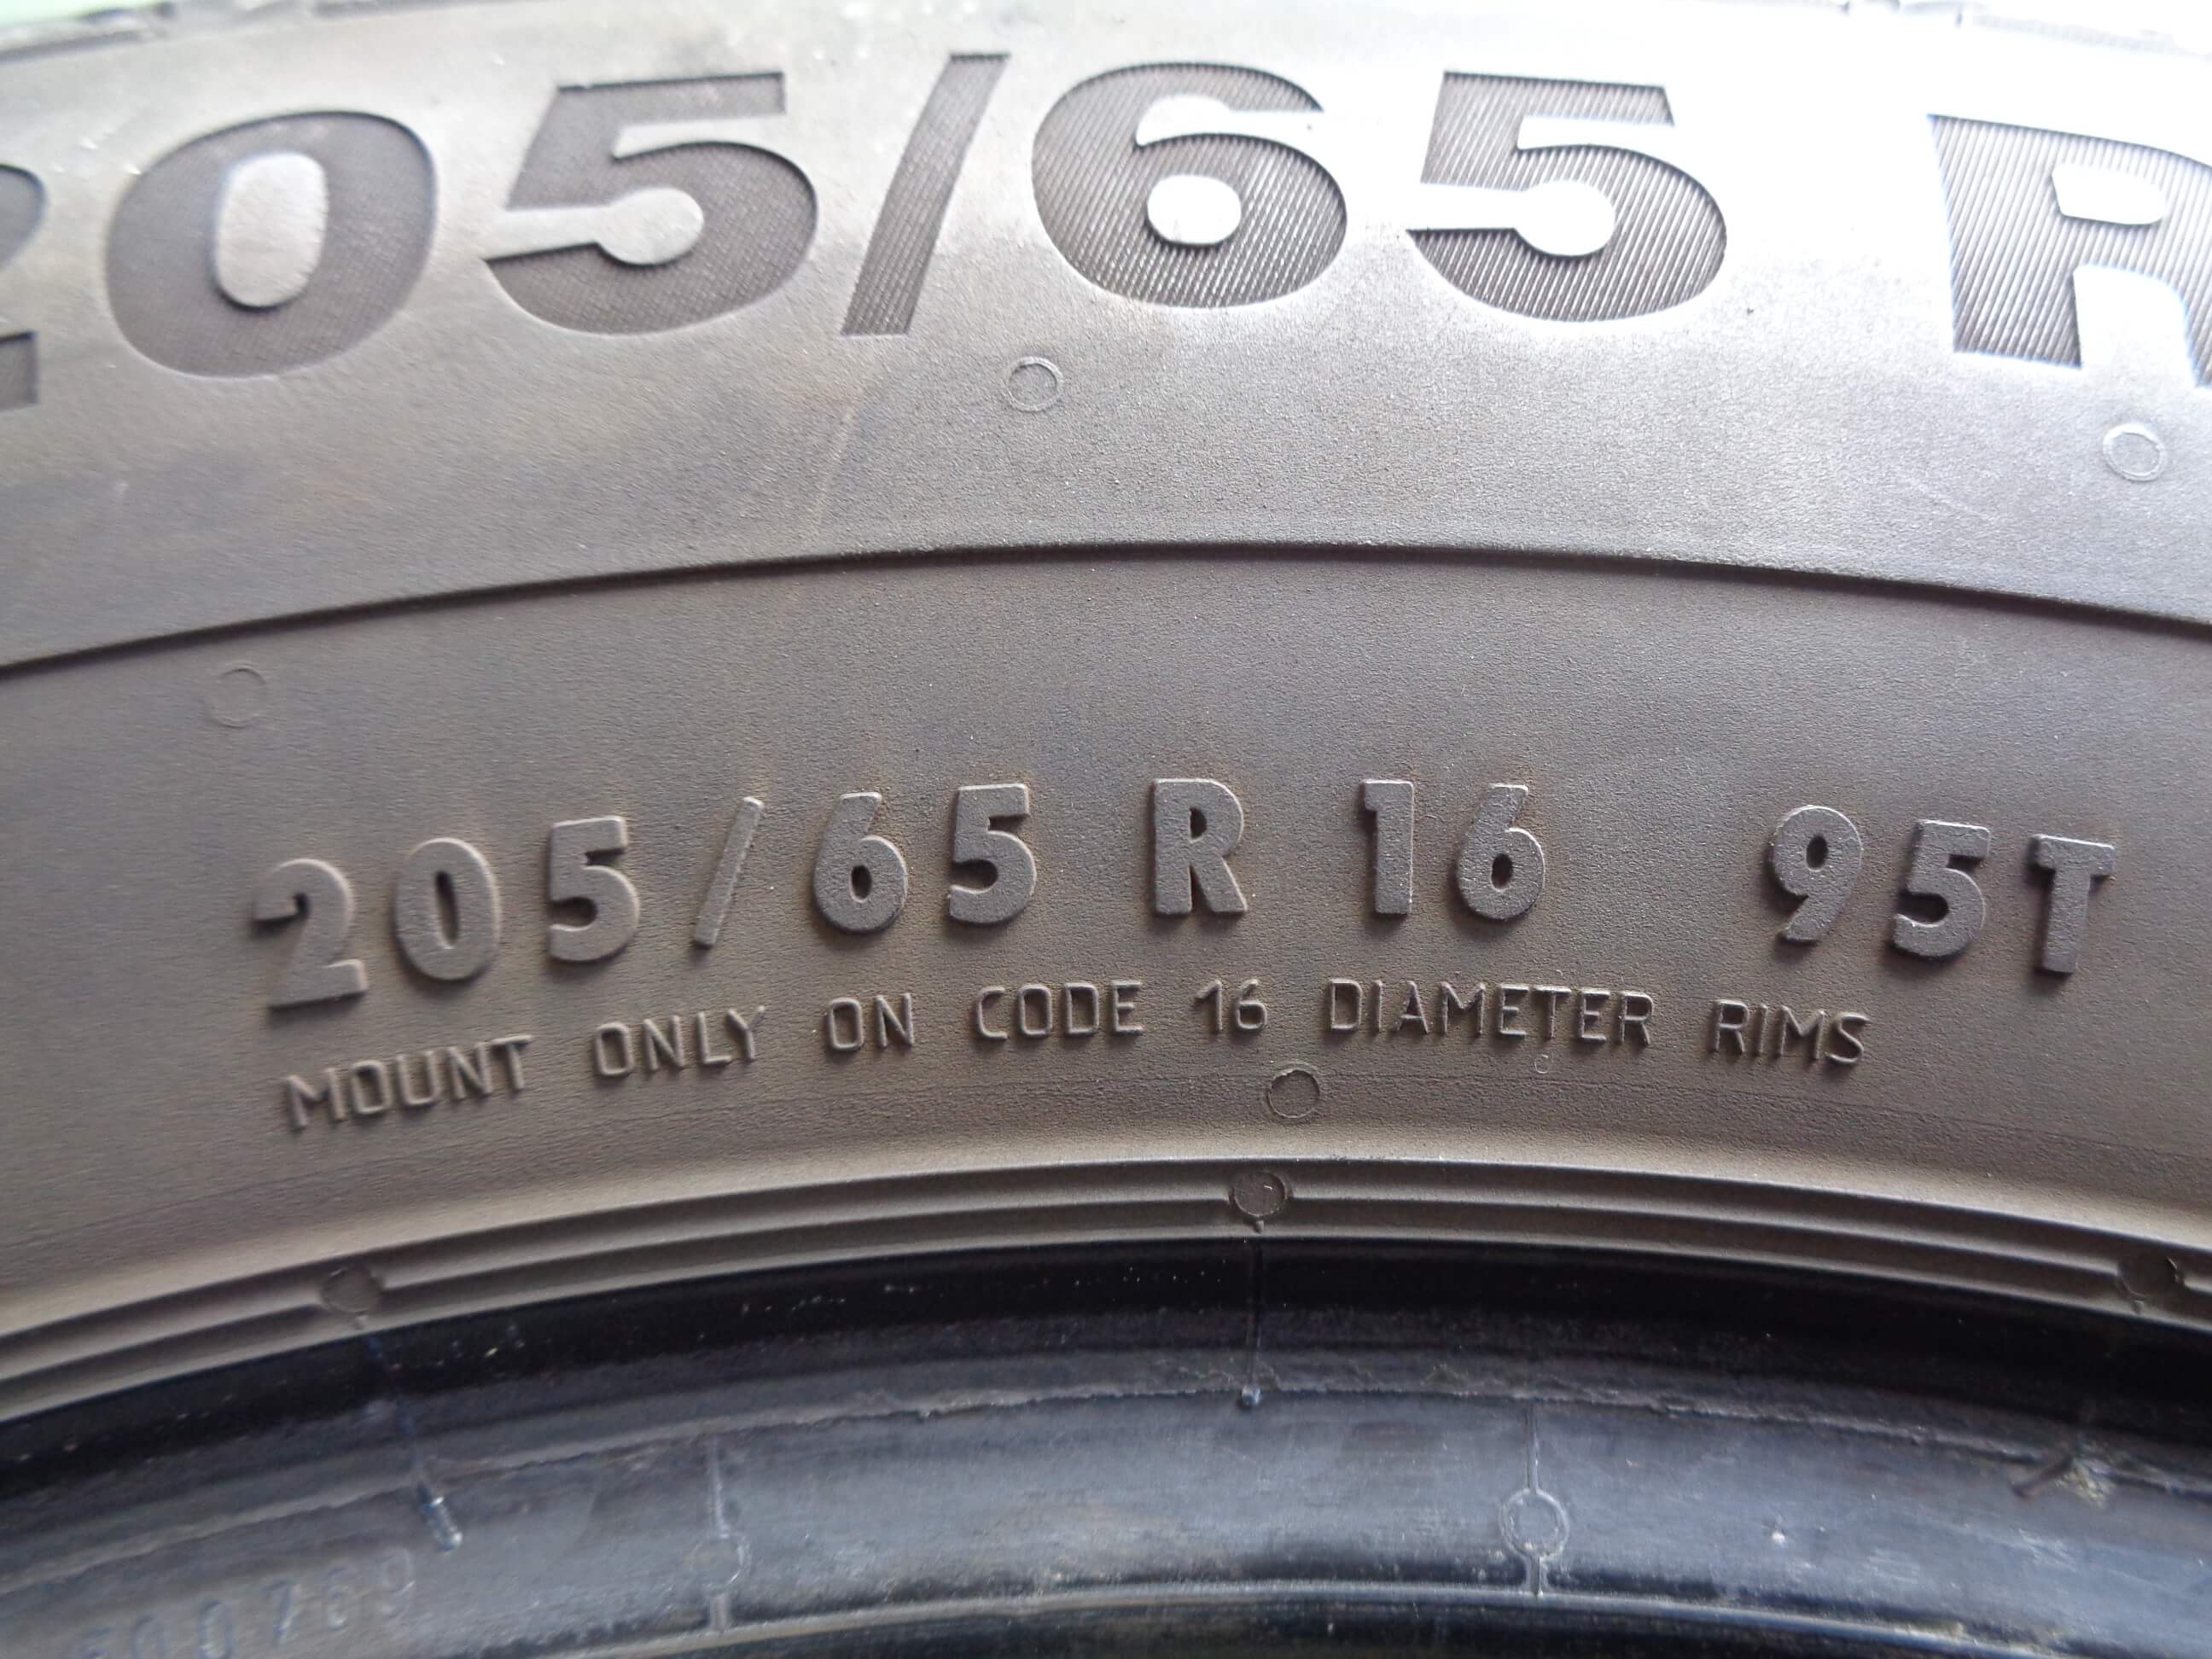 205/65 R
205/65 R 16 95T
MOUNT ONLY ON CODE 16 DIAMETER RIMS